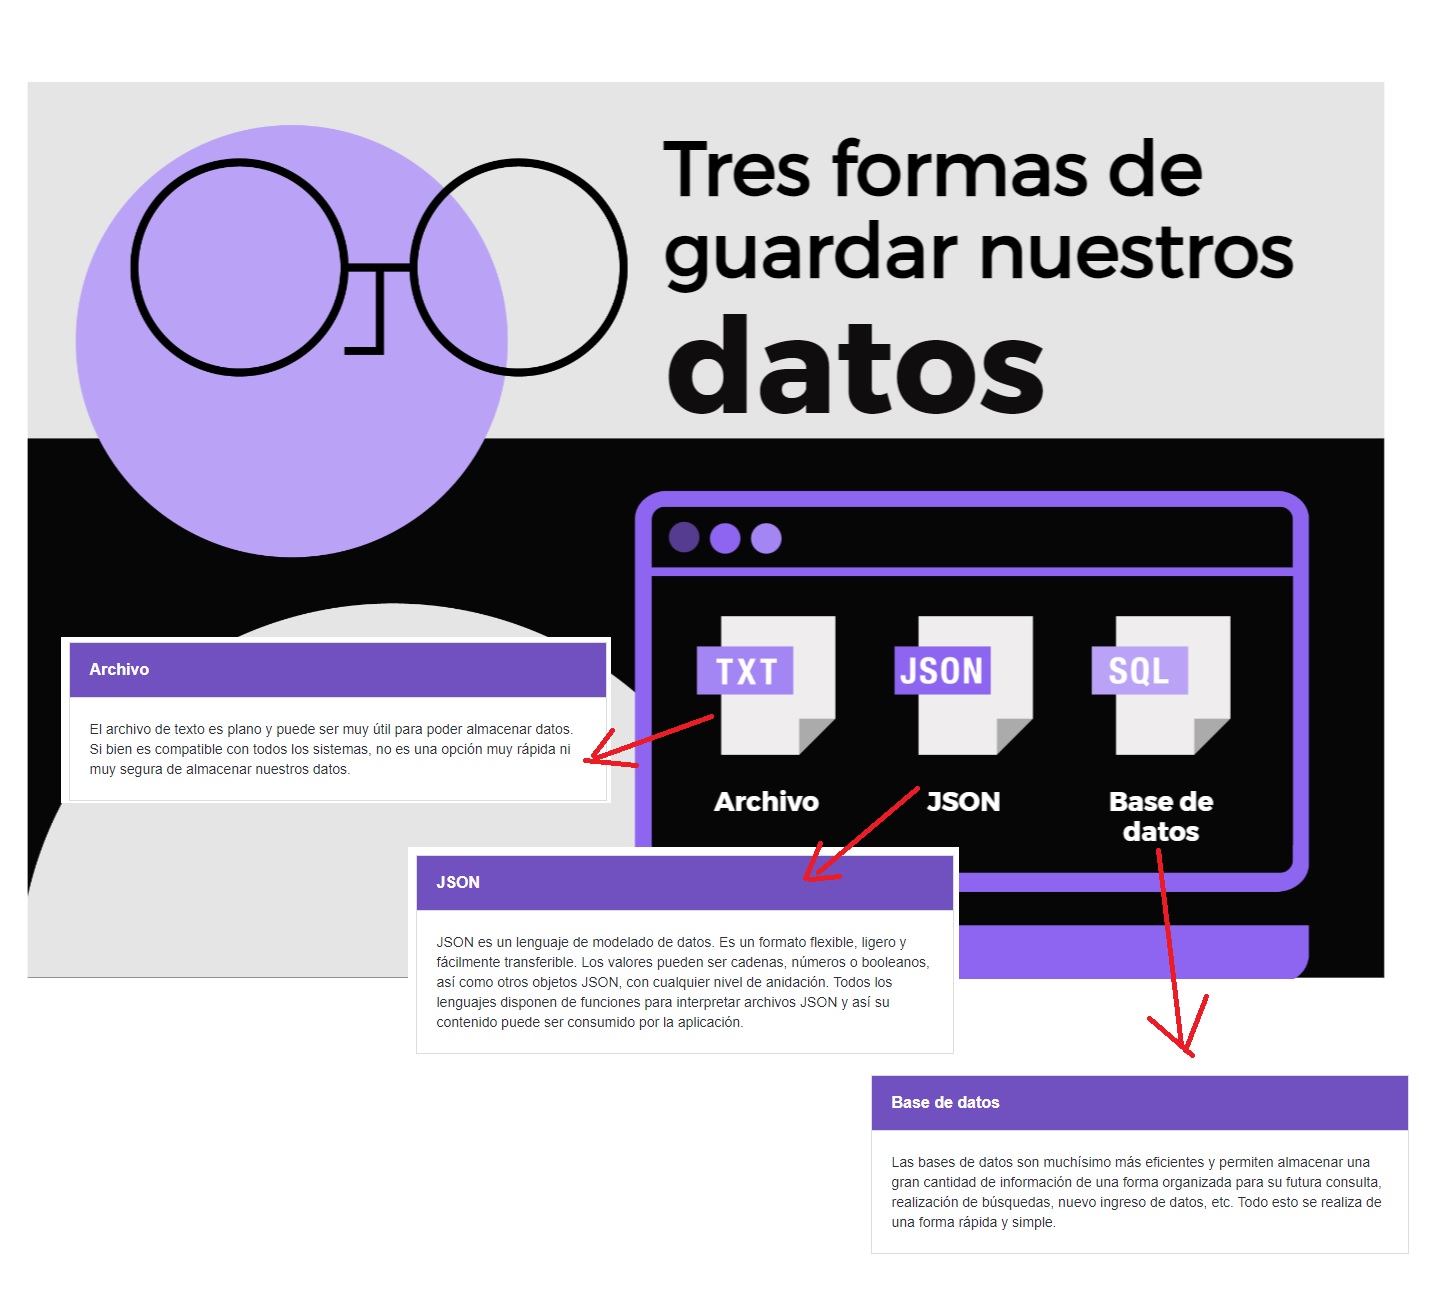 OJO
Tres formas de
guardar nuestros
datos
TXT
JSON
SQL
Archivo
JSON
Base de
datos
Archivo
El archivo de texto es plano y puede ser muy útil para poder almacenar datos.
Si bien es compatible con todos los sistemas, no es una opción muy rápida ni
muy segura de almacenar nuestros datos.
JSON
JSON es un lenguaje de modelado de datos. Es un formato flexible, ligero y
fácilmente transferible. Los valores pueden ser cadenas, números o booleanos,
así como otros objetos JSON, con cualquier nivel de anidación. Todos los
lenguajes disponen de funciones para interpretar archivos JSON y así su
contenido puede ser consumido por la aplicación.
Base de datos
Las bases de datos son muchísimo más eficientes y permiten almacenar una
gran cantidad de información de una forma organizada para su futura consulta,
realización de búsquedas, nuevo ingreso de datos, etc. Todo esto se realiza de
una forma rápida y simple.